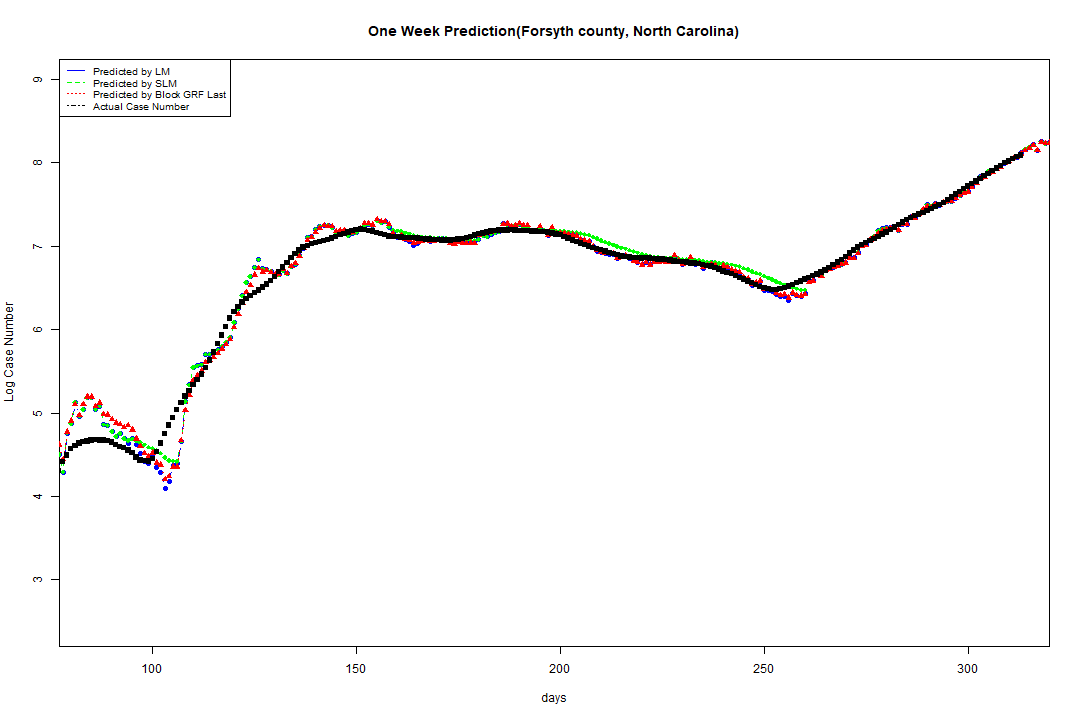 One Week Prediction(Forsyth county, North Carolina)
Predicted by LM
Predicted by SLM
Predicted by Block GRF Last
Actual Case Number
9
8
7
6
5
4
3
Log Case Number
100 150 200 250 300
days